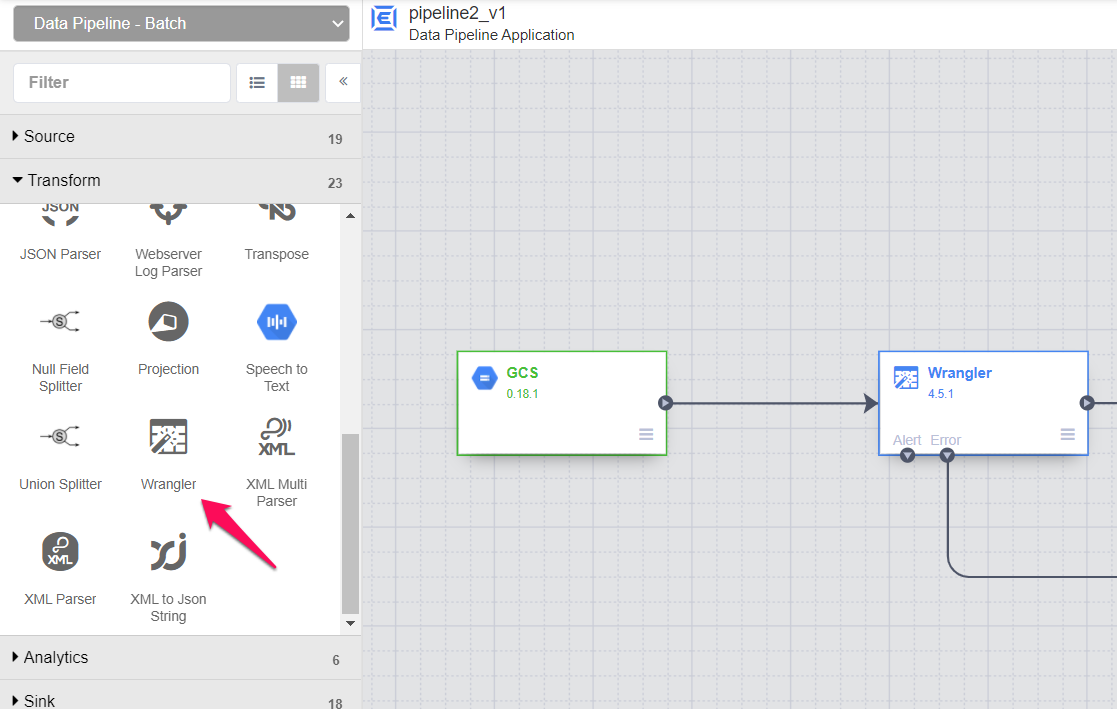 Data Pipeline - Batch
pipeline2_v1
Data Pipeline Application
Filter
«
Source 19
Transform 23
JSON
JSON Parser
Webserver
Log Parser
Transpose
Null Field
Splitter
Projection
Speech to
Text
S
S
Union Splitter
Wrangler
XML
XML Multi
Parser
XML
XML Parser
XML to Json
String
Analytics 6
Sink 18
GCS
0.18.1
Wrangler
4.5.1
Alert Error